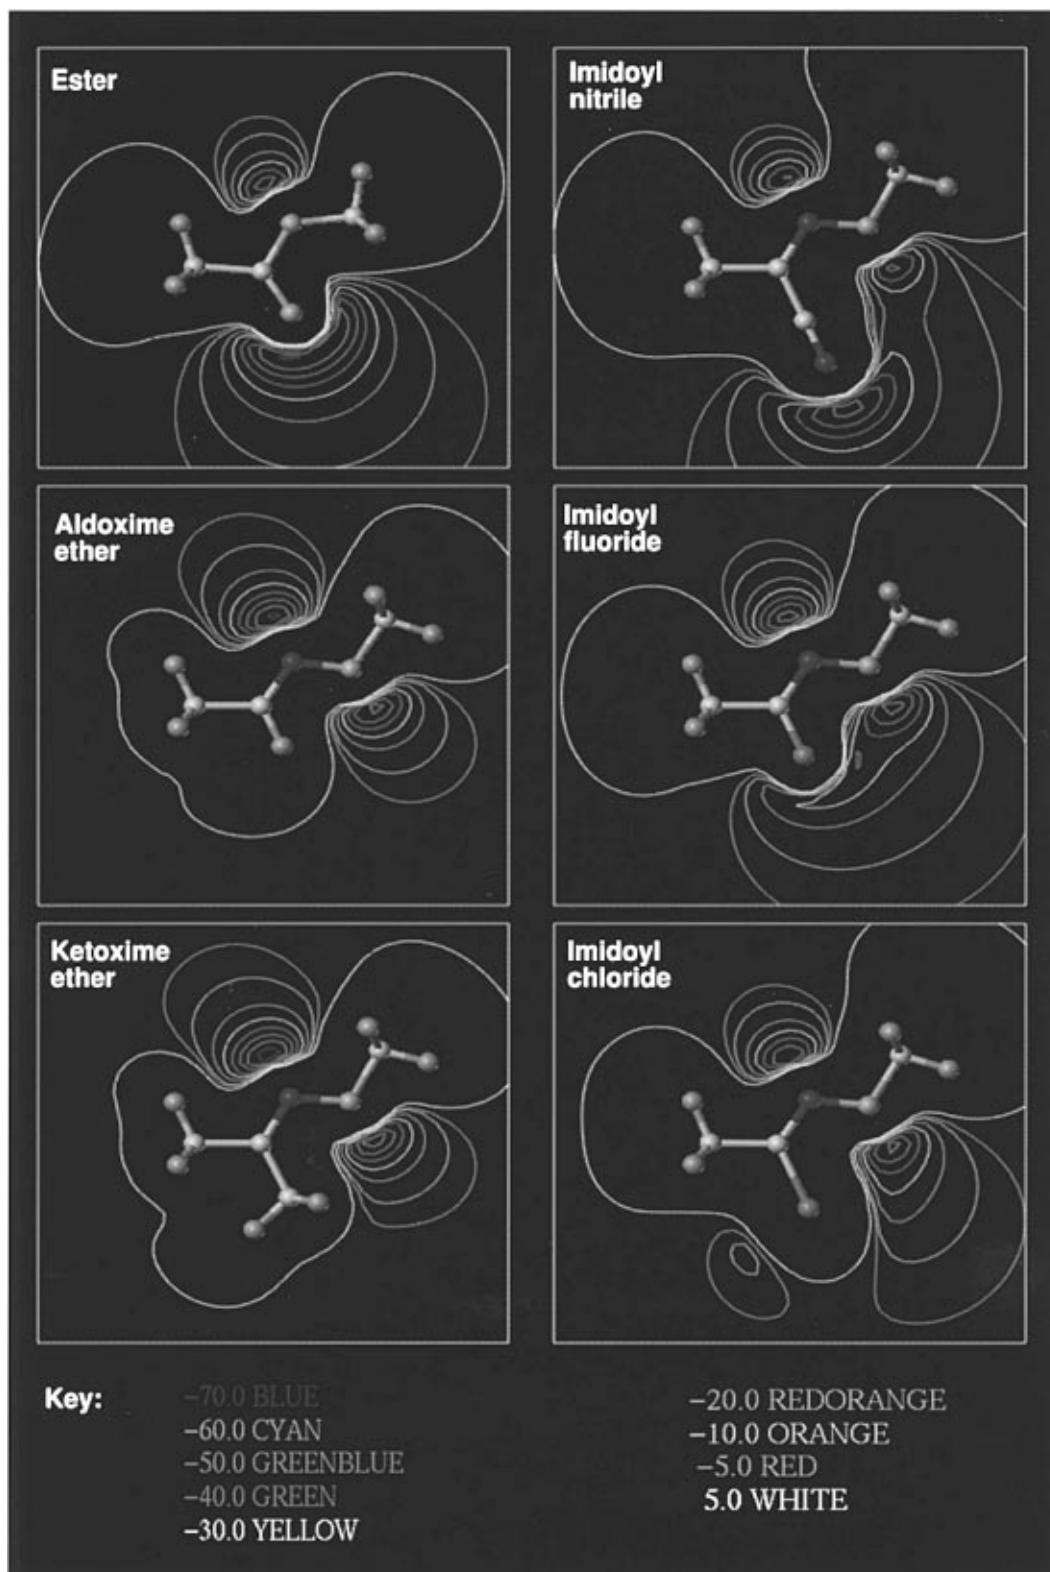 Ester
Imidoyl
nitrile
Aldoxime
ether
Imidoyl
fluoride
Ketoxime
ether
Imidoyl
chloride
Key:
−70.0 BLUE
−60.0 CYAN
−50.0 GREENBLUE
−40.0 GREEN
−30.0 YELLOW
−20.0 REDORANGE
−10.0 ORANGE
−5.0 RED
5.0 WHITE